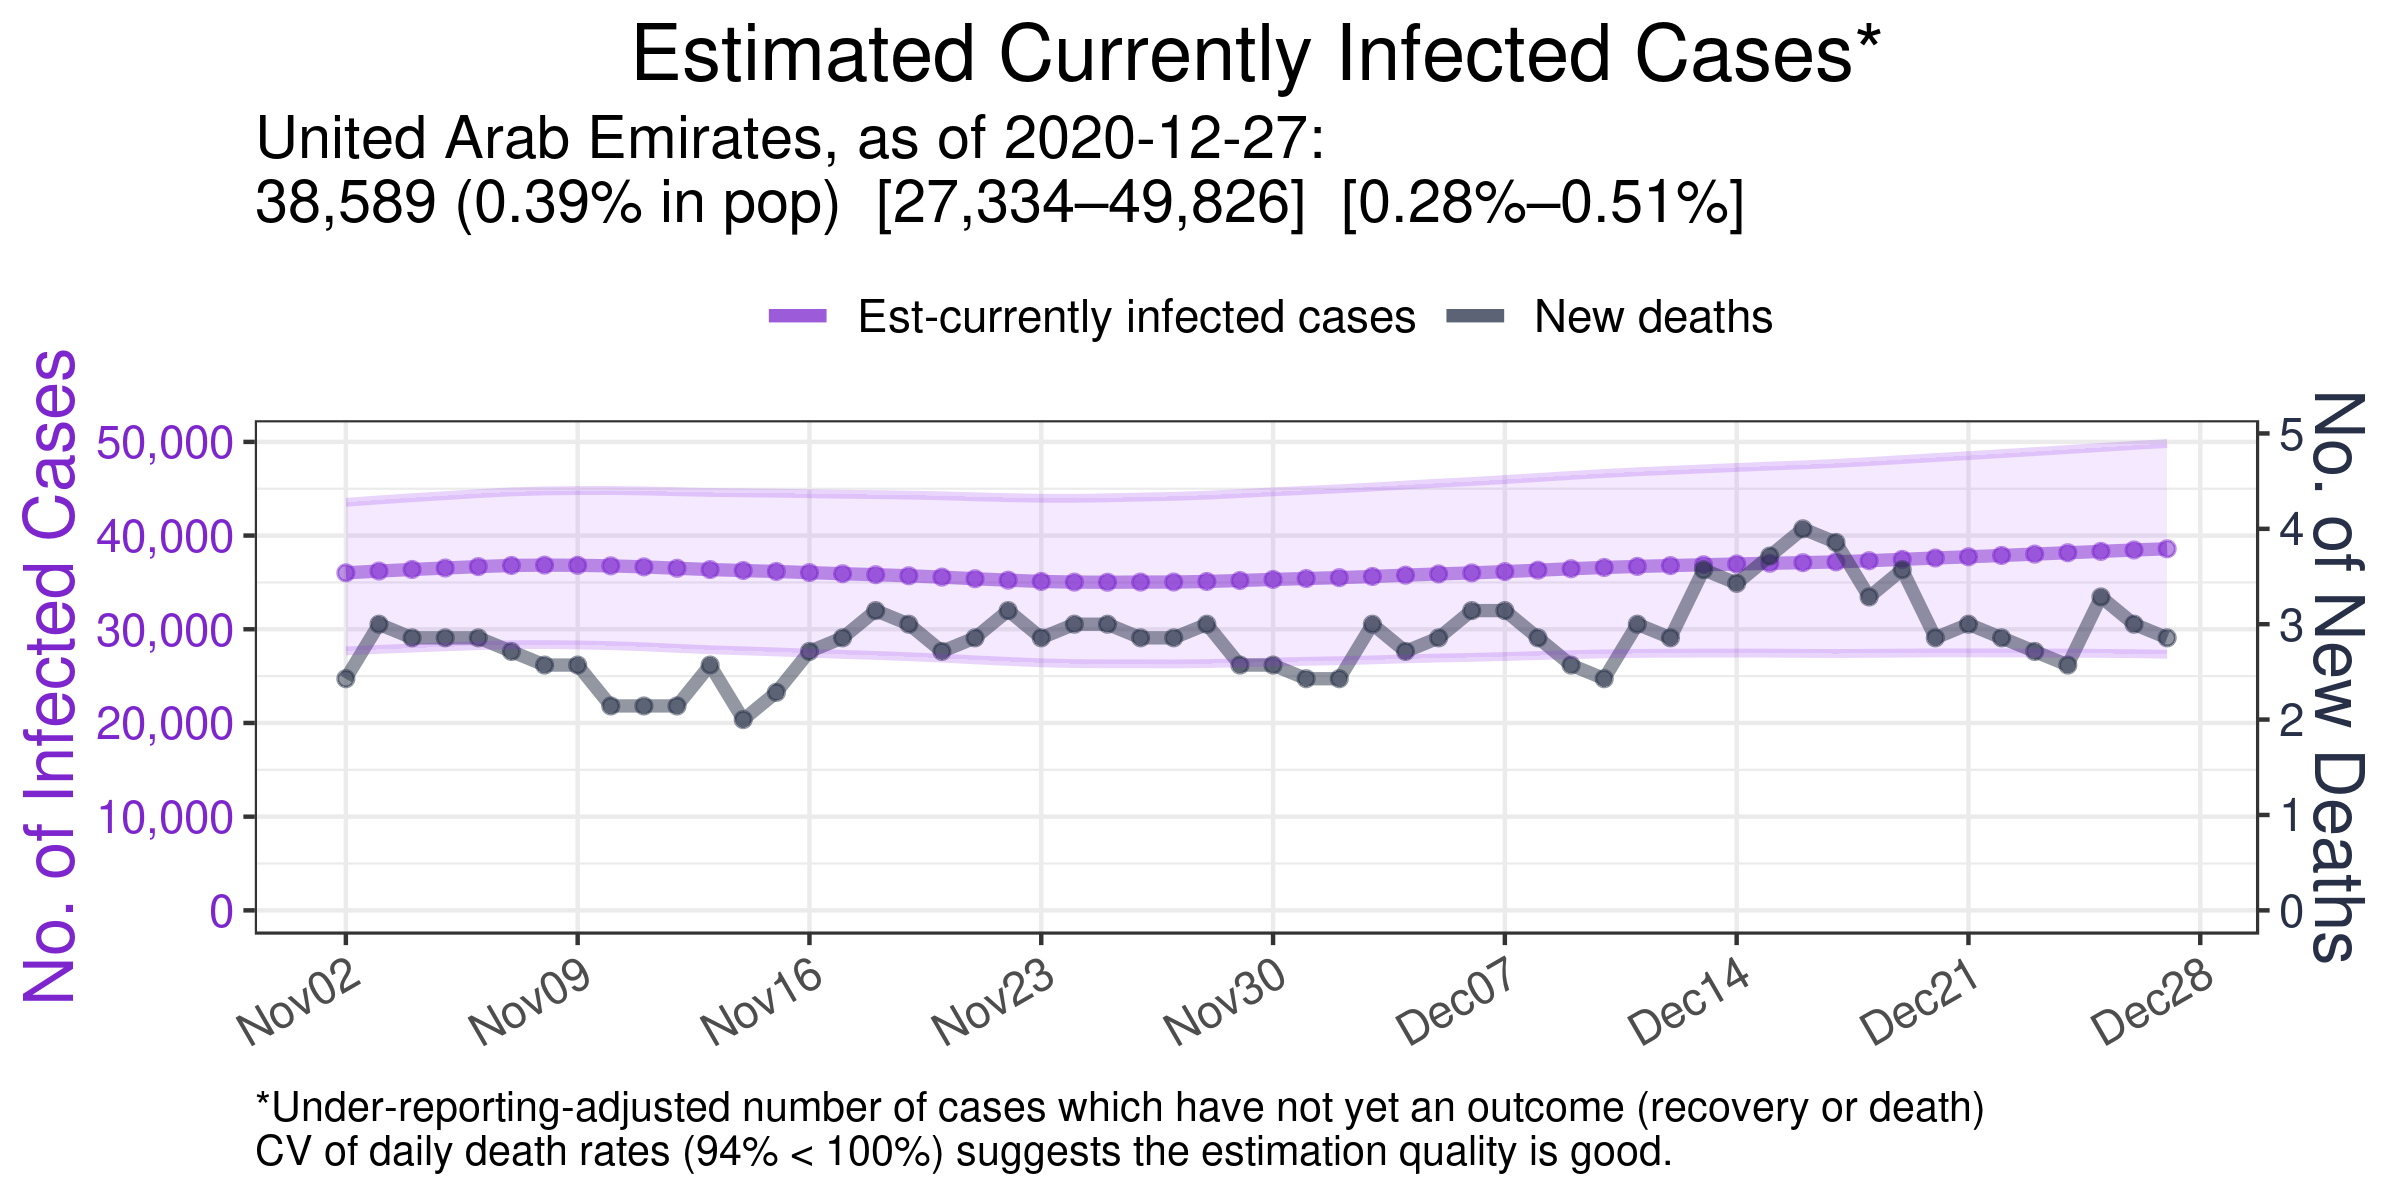 Estimated Currently Infected Cases*
United Arab Emirates, as of 2020-12-27:
38,589 (0.39% in pop) [27,334–49,826] [0.28%–0.51%]
Est-currently infected cases New deaths
No. of Infected Cases
50,000
40,000
30,000
20,000
10,000
0
5
4
3
2
1
0
No. of New Deaths
Nov02 Nov09 Nov16 Nov23 Nov30 Dec07 Dec14 Dec21 Dec28
*Under-reporting-adjusted number of cases which have not yet an outcome (recovery or death)
CV of daily death rates (94% < 100%) suggests the estimation quality is good.